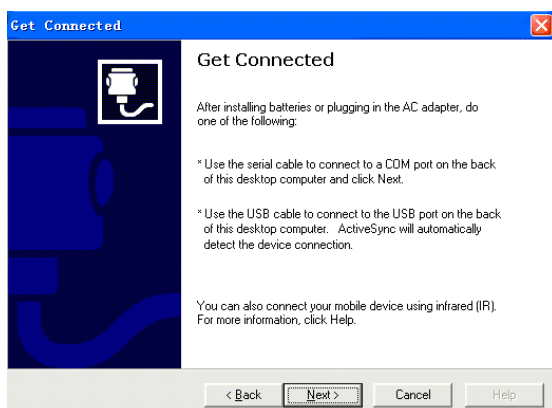 Get Connected
Get Connected
After installing batteries or plugging in the AC adapter, do
one of the following:
* Use the serial cable to connect to a COM port on the back
of this desktop computer and click Next.
* Use the USB cable to connect to the USB port on the back
of this desktop computer. ActiveSync will automatically
detect the device connection.
You can also connect your mobile device using infrared (IR).
For more information, click Help.
< Back Next > Cancel Help